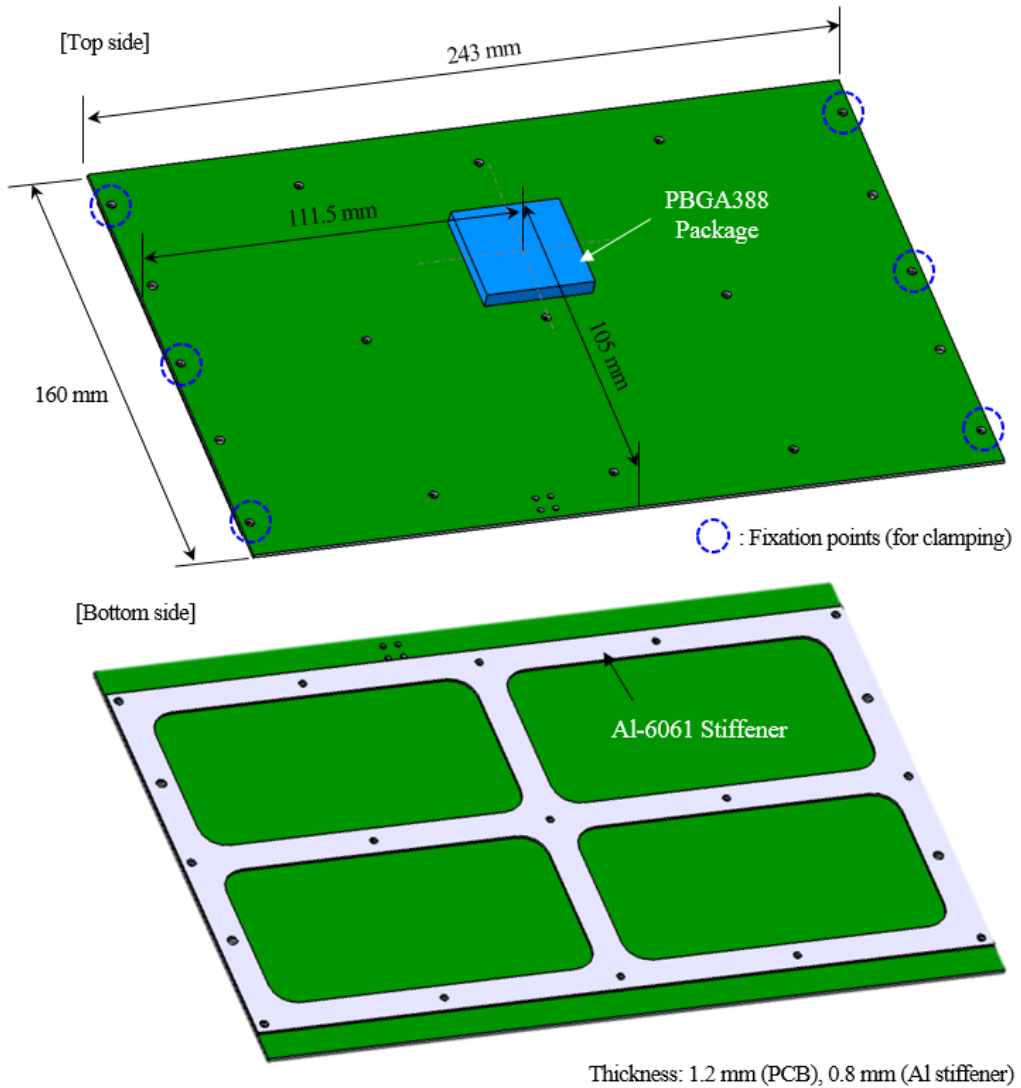 [Top side]
243 mm
111.5 mm
PBGA388
Package
105 mm
160 mm
: Fixation points (for clamping)
[Bottom side]
Al-6061 Stiffener
Thickness: 1.2 mm (PCB), 0.8 mm (Al stiffener)